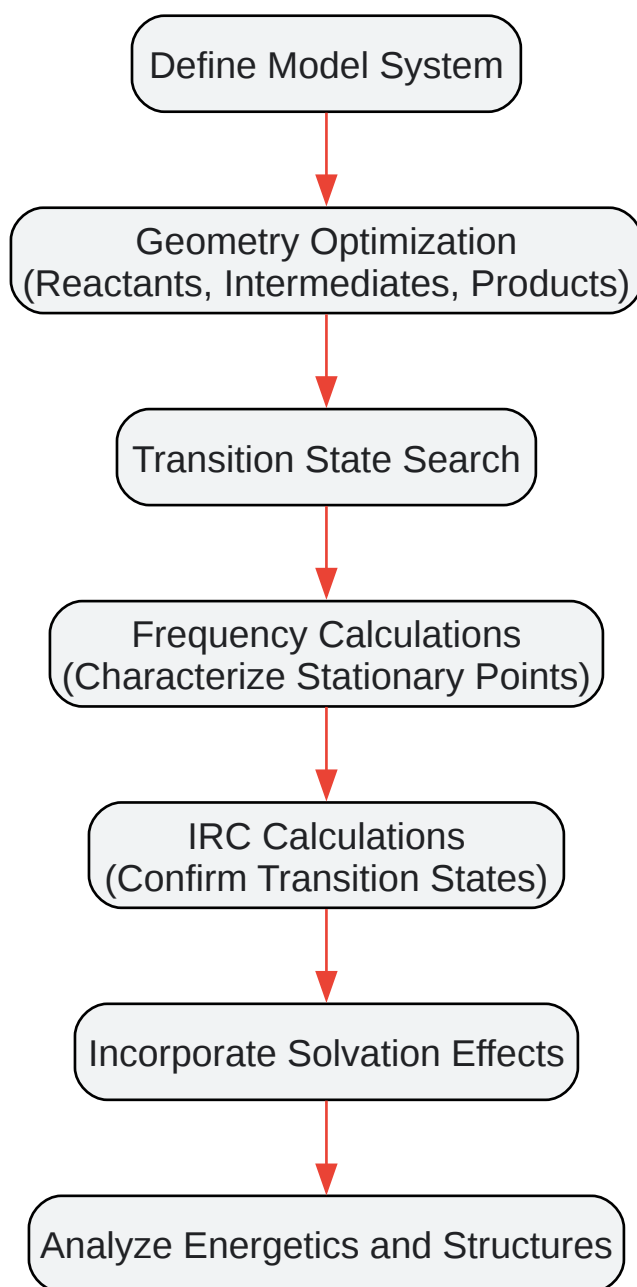 Define Model System
Geometry Optimization
(Reactants, Intermediates, Products)
Transition State Search
Frequency Calculations
(Characterize Stationary Points)
IRC Calculations
(Confirm Transition States)
Incorporate Solvation Effects
Analyze Energetics and Structures